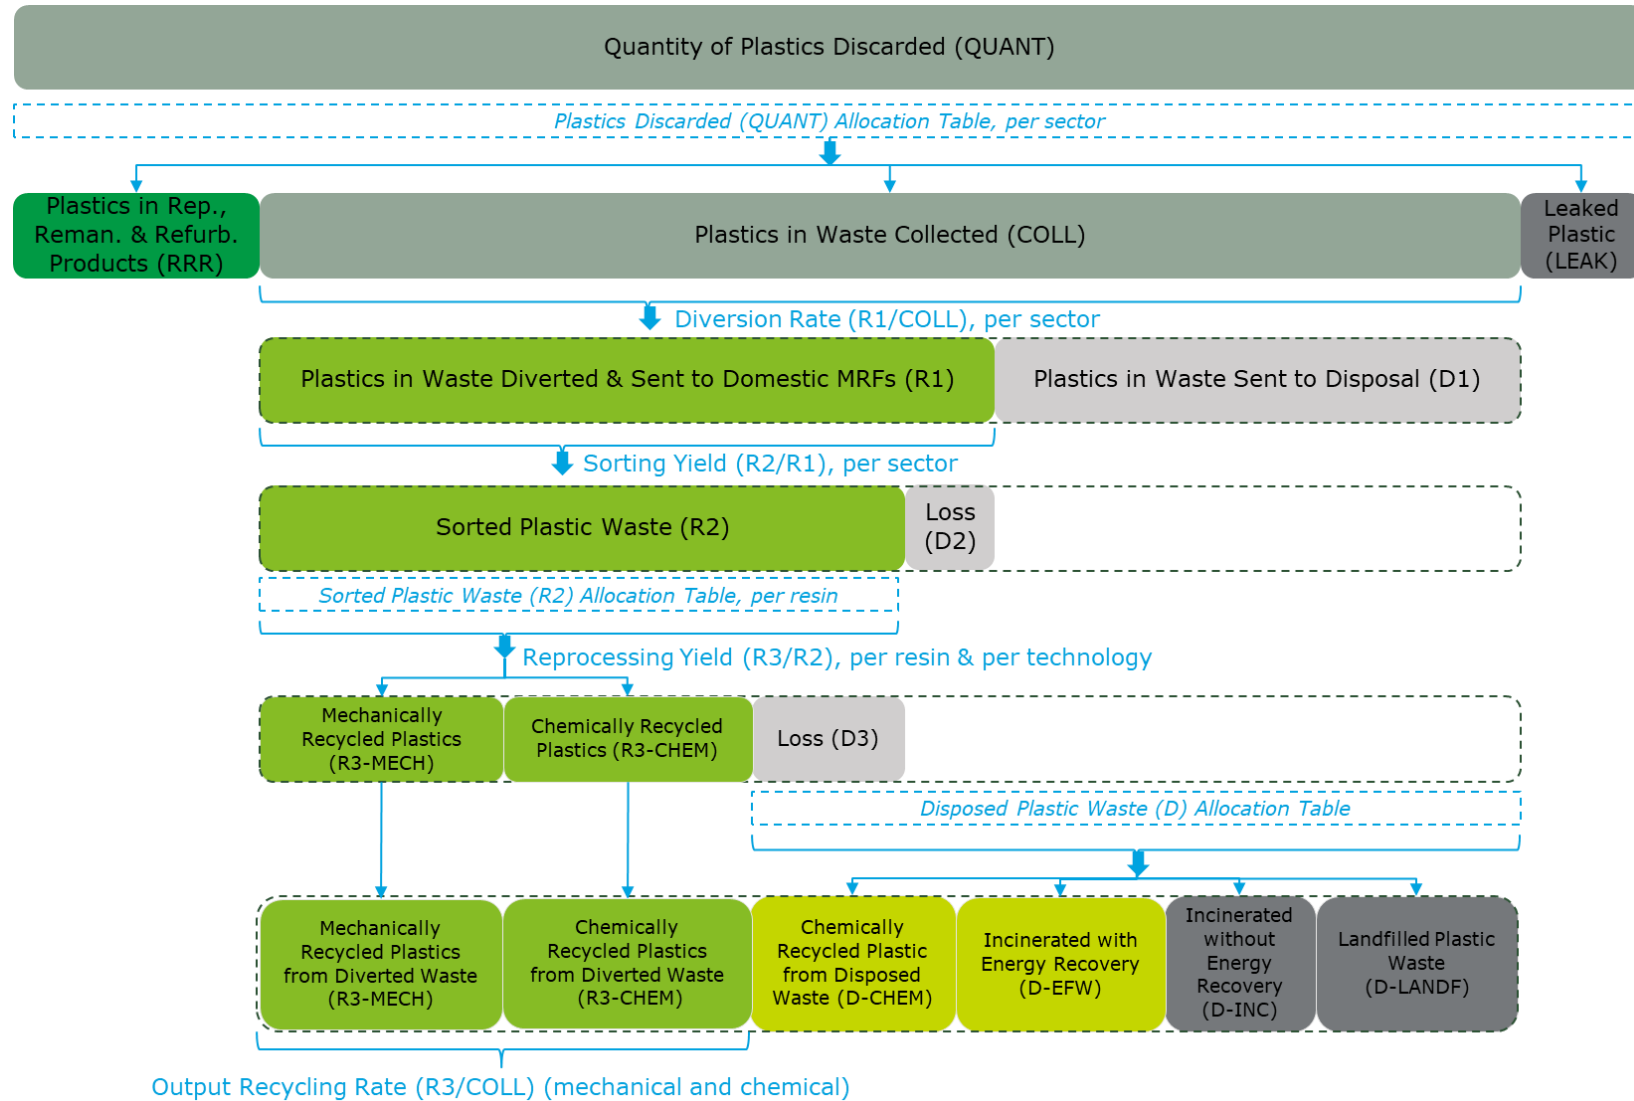 Quantity of Plastics Discarded (QUANT)
Plastics Discarded (QUANT) Allocation Table, per sector
Plastics in Rep.,
Reman. & Refurb.
Products (RRR)
Plastics in Waste Collected (COLL)
Leaked
Plastic
(LEAK)
Diversion Rate (R1/COLL), per sector
Plastics in Waste Diverted & Sent to Domestic MRFs (R1)
Plastics in Waste Sent to Disposal (D1)
Sorting Yield (R2/R1), per sector
Sorted Plastic Waste (R2)
Loss
(D2)
Sorted Plastic Waste (R2) Allocation Table, per resin
Reprocessing Yield (R3/R2), per resin & per technology
Mechanically
Recycled Plastics
(R3-MECH)
Chemically Recycled
Plastics (R3-CHEM)
Loss (D3)
Disposed Plastic Waste (D) Allocation Table
Mechanically
Recycled Plastics
from Diverted Waste
(R3-MECH)
Chemically
Recycled Plastics
from Diverted Waste
(R3-CHEM)
Chemically
Recycled Plastic
from Disposed
Waste (D-CHEM)
Incinerated with
Energy Recovery
(D-EFW)
Incinerated
without
Energy
Recovery
(D-INC)
Landfilled Plastic
Waste
(D-LANDF)
Output Recycling Rate (R3/COLL) (mechanical and chemical)